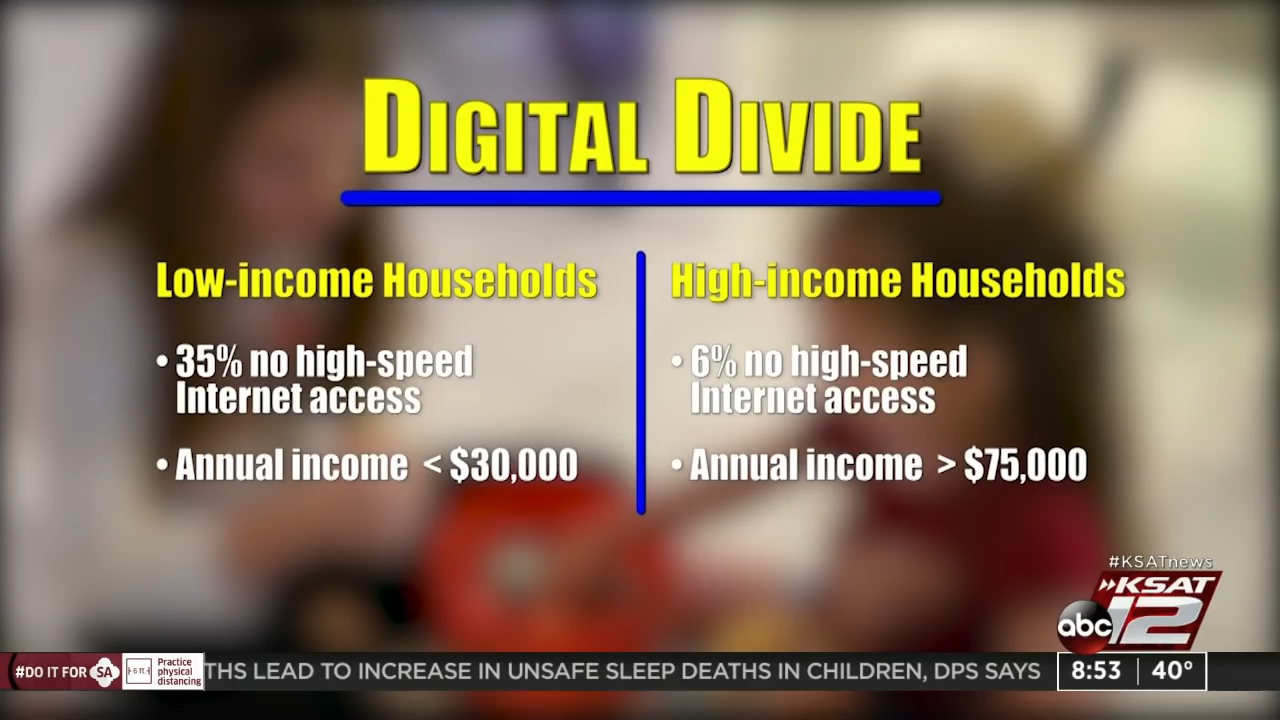 DIGITAL DIVIDE
Low-income Households
• 35% no high-speed
Internet access
• Annual income < $30,000
High-income Households
• 6% no high-speed
Internet access
• Annual income > $75,000
#KSATnews
KSAT
12
abc
#DO IT FOR SA
6 ft
Practice
physical
distancing
THS LEAD TO INCREASE IN UNSAFE SLEEP DEATHS IN CHILDREN, DPS SAYS
8:53 40°